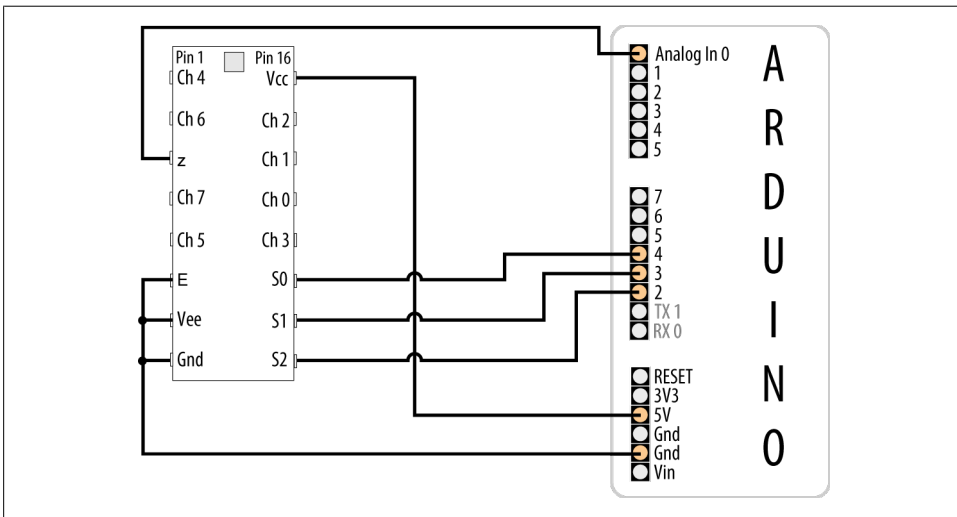 Pin 1
Pin 16
Ch 4
Vcc
Ch 6
Ch 2
z
Ch 1
Ch 7
Ch 0
Ch 5
Ch 3
E
S0
Vee
S1
Gnd
S2
Analog In 0
1
2
3
4
5
7
6
5
4
3
2
TX 1
RX 0
RESET
3V3
5V
Gnd
Gnd
Vin
ARDUINO